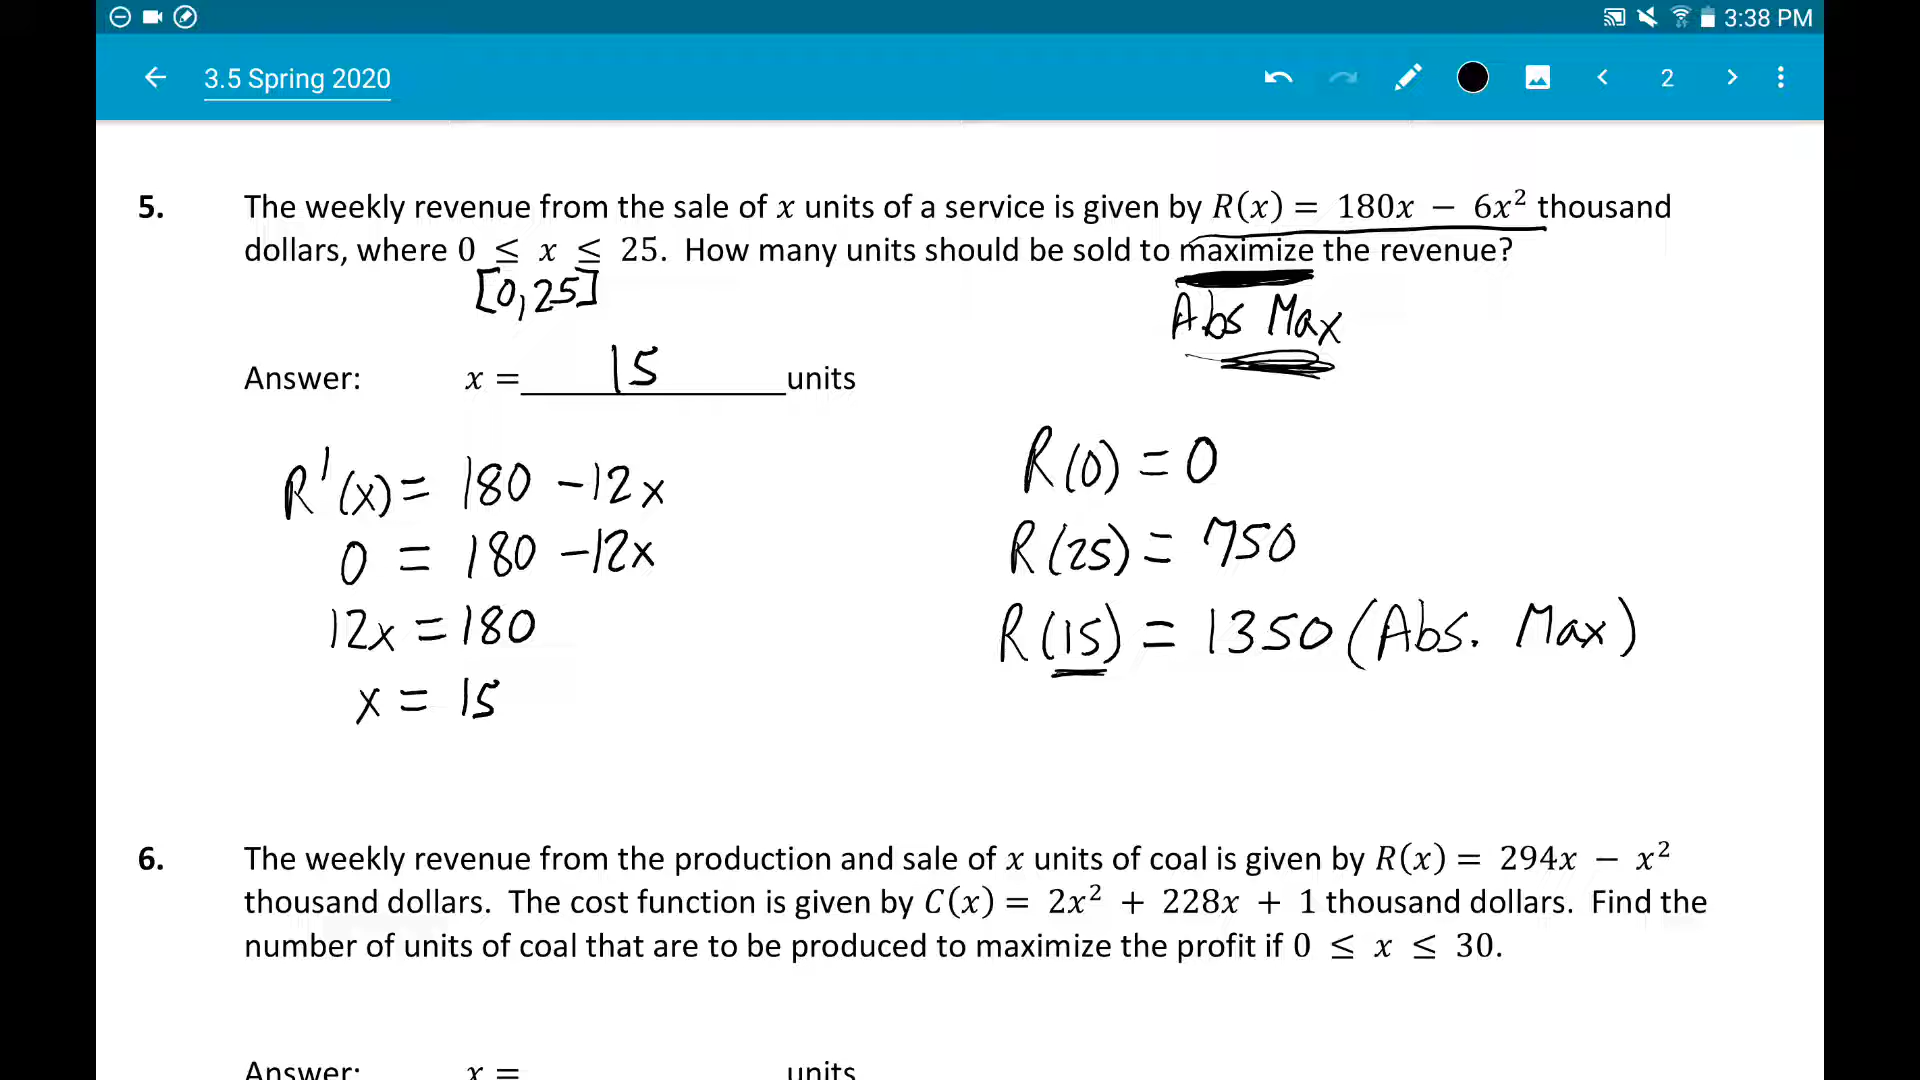 3:38 PM
3.5 Spring 2020
2
5. The weekly revenue from the sale of x units of a service is given by R(x) = 180x − 6x² thousand
dollars, where 0 ≤ x ≤ 25. How many units should be sold to maximize the revenue?
[0,25]
Abs Max
Answer: x = 15 units
R'(x) = 180 − 12x
0 = 180 − 12x
12x = 180
x = 15
R(0) = 0
R(25) = 750
R(15) = 1350 (Abs. Max)
6. The weekly revenue from the production and sale of x units of coal is given by R(x) = 294x − x²
thousand dollars. The cost function is given by C(x) = 2x² + 228x + 1 thousand dollars. Find the
number of units of coal that are to be produced to maximize the profit if 0 ≤ x ≤ 30.
Answer: x = units